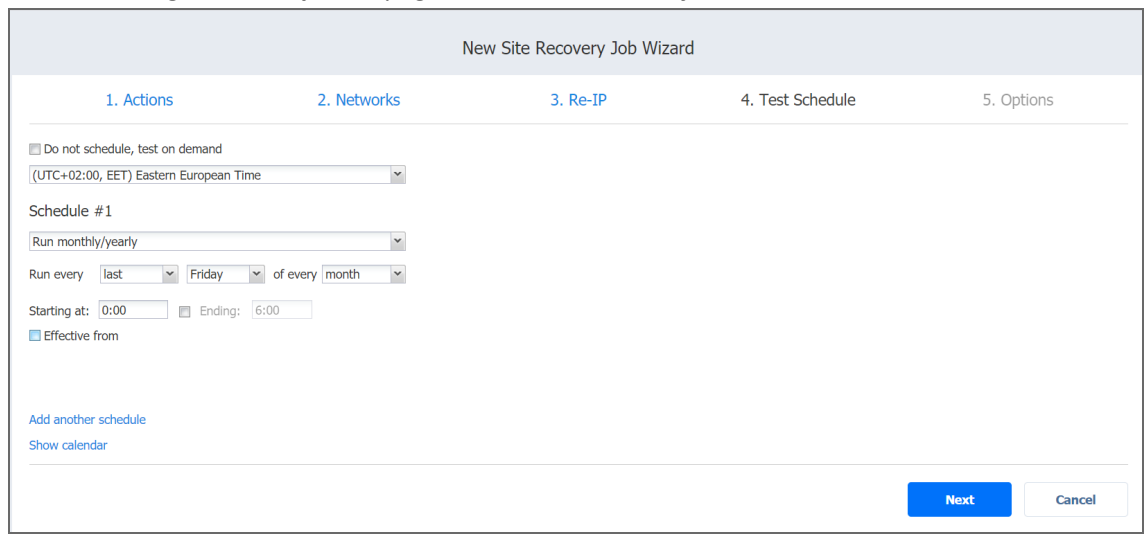 New Site Recovery Job Wizard
1. Actions 2. Networks 3. Re-IP 4. Test Schedule 5. Options
Do not schedule, test on demand
(UTC+02:00, EET) Eastern European Time
Schedule #1
Run monthly/yearly
Run every last Friday of every month
Starting at: 0:00 Ending: 6:00
Effective from
Add another schedule
Show calendar
Next Cancel